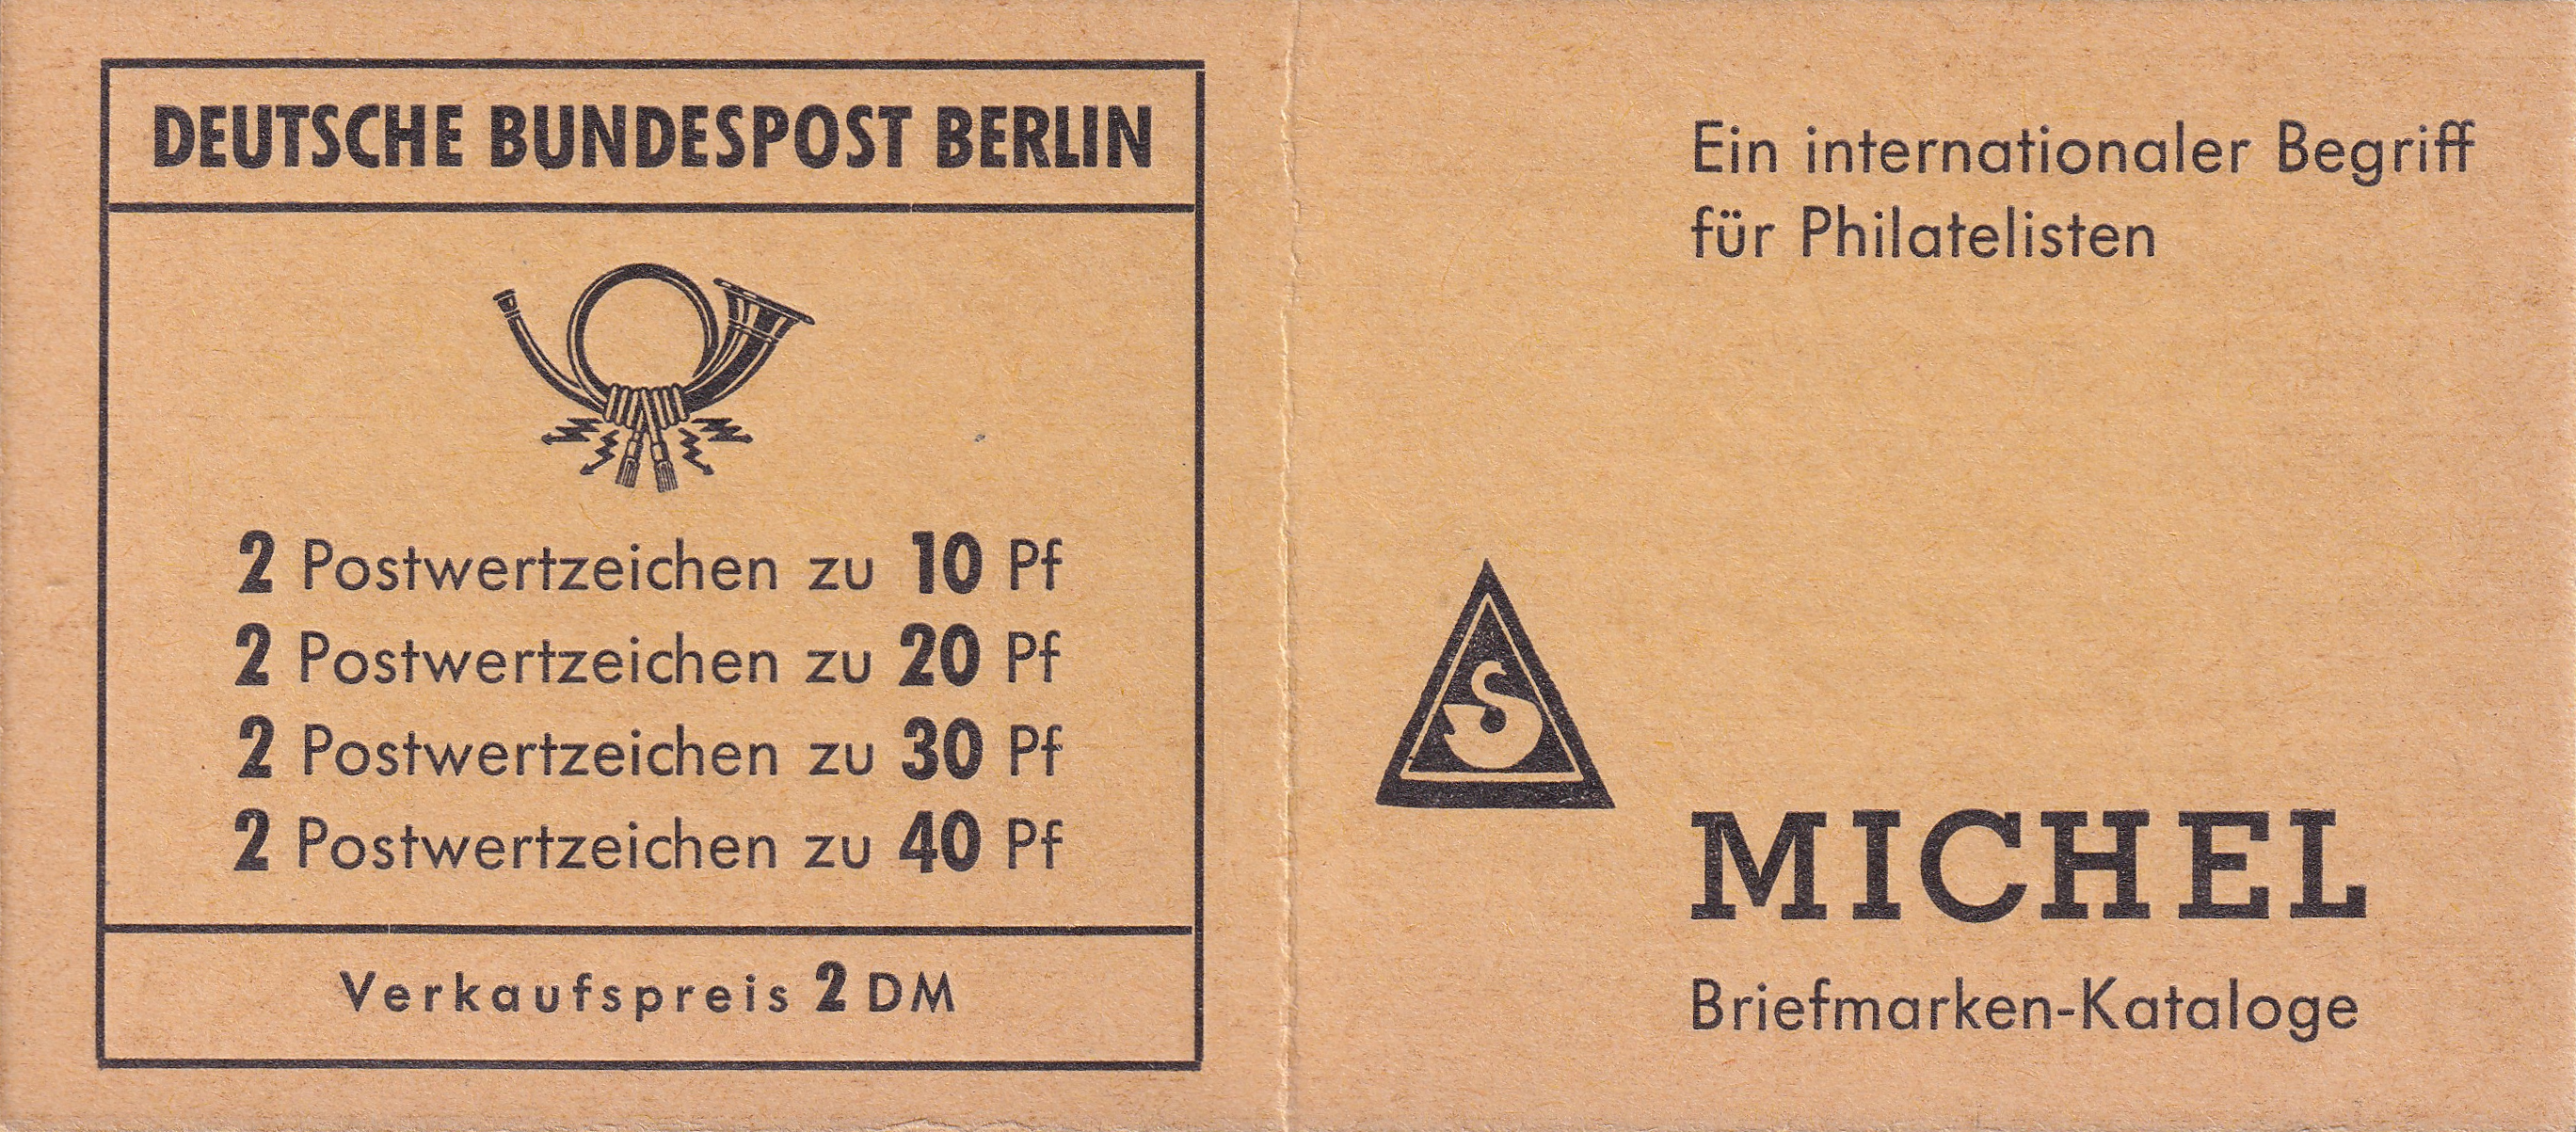 DEUTSCHE BUNDESPOST BERLIN
2 Postwertzeichen zu 10 Pf
2 Postwertzeichen zu 20 Pf
2 Postwertzeichen zu 30 Pf
2 Postwertzeichen zu 40 Pf
Verkaufspreis 2 DM
Ein internationaler Begriff
für Philatelisten
S
MICHEL
Briefmarken-Kataloge